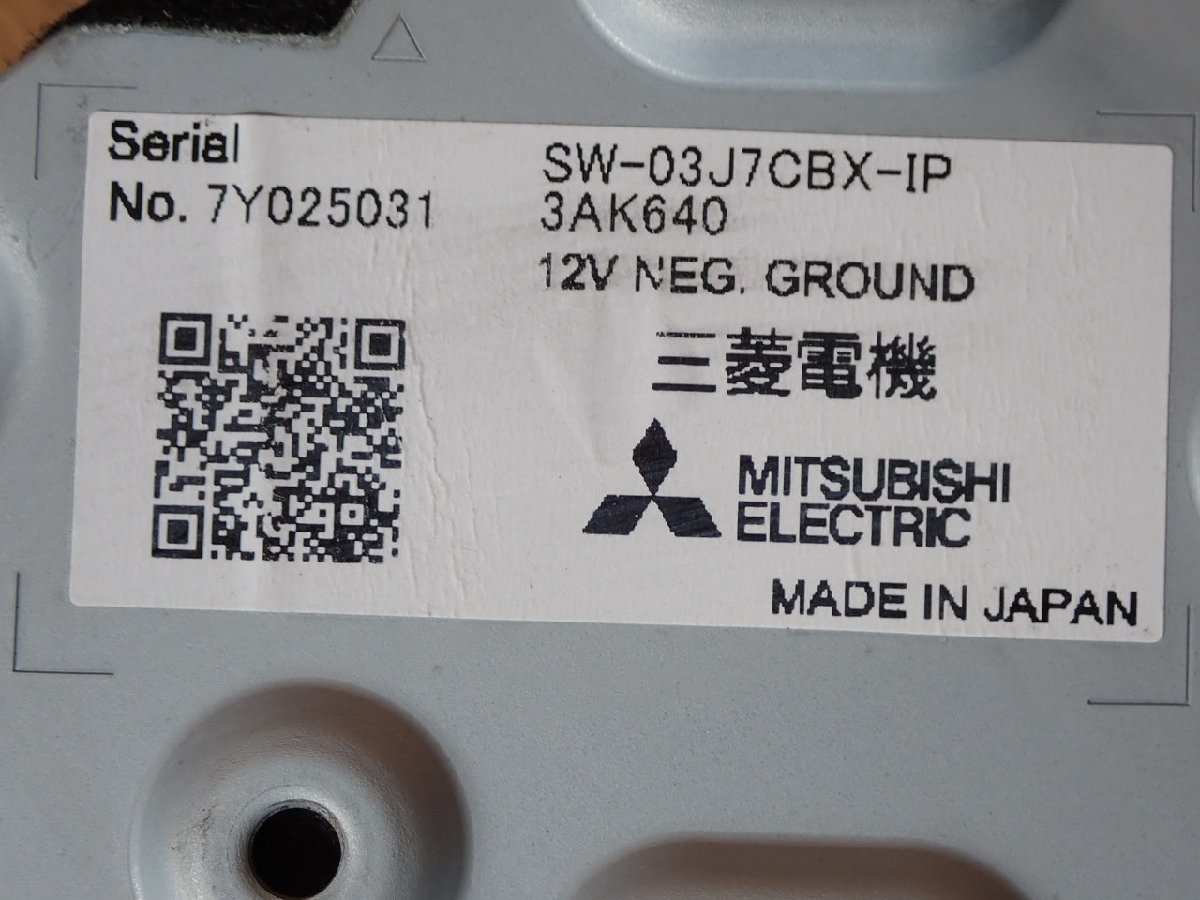 Serial
No. 7Y025031
SW-03J7CBX-IP
3AK640
12V NEG. GROUND
三菱電機
MITSUBISHI
ELECTRIC
MADE IN JAPAN